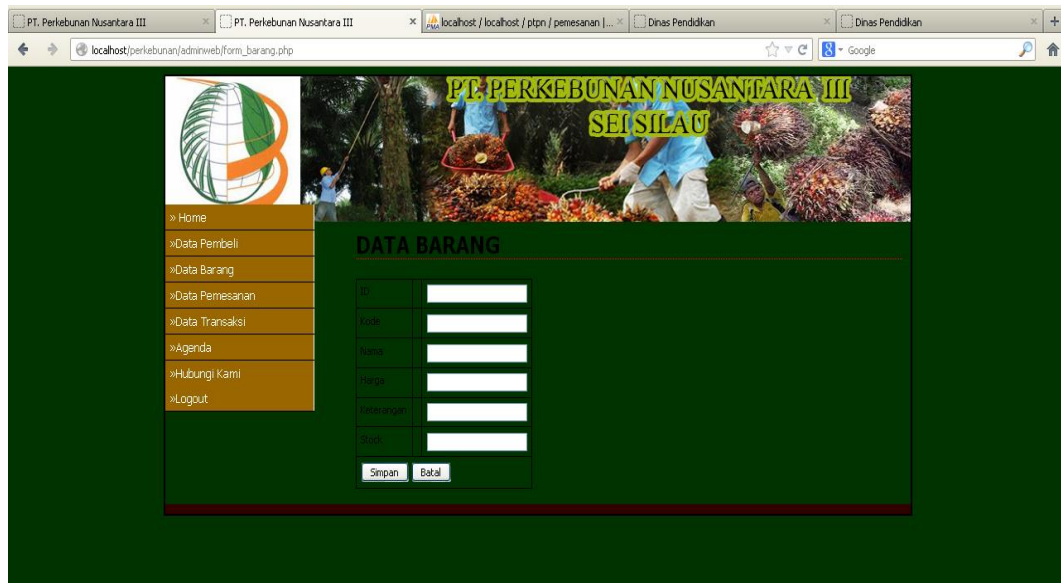 PT. Perkebunan Nusantara III
PT. Perkebunan Nusantara III
localhost / localhost / ptpn / pemesanan |...
Dinas Pendidikan
Dinas Pendidikan
localhost/perkebunan/adminweb/form_barang.php
Google
PT. PERKEBUNAN NUSANTARA III
SEI SILAU
» Home
»Data Pembeli
»Data Barang
»Data Pemesanan
»Data Transaksi
»Agenda
»Hubungi Kami
»Logout
DATA BARANG
ID
Kode
Nama
Harga
Keterangan
Stock
Simpan Batal